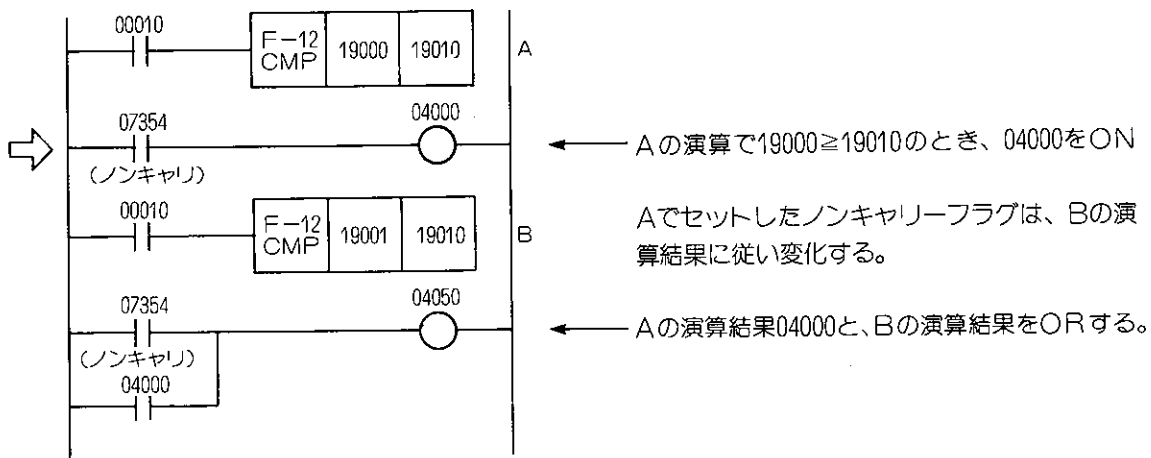 00010
F-12
CMP
19000
19010
A
07354
(ノンキャリ)
04000
Aの演算で19000≧19010のとき、04000をON
00010
F-12
CMP
19001
19010
B
Aでセットしたノンキャリーフラグは、Bの演
算結果に従い変化する。
07354
(ノンキャリ)
04050
Aの演算結果04000と、Bの演算結果をORする。
04000